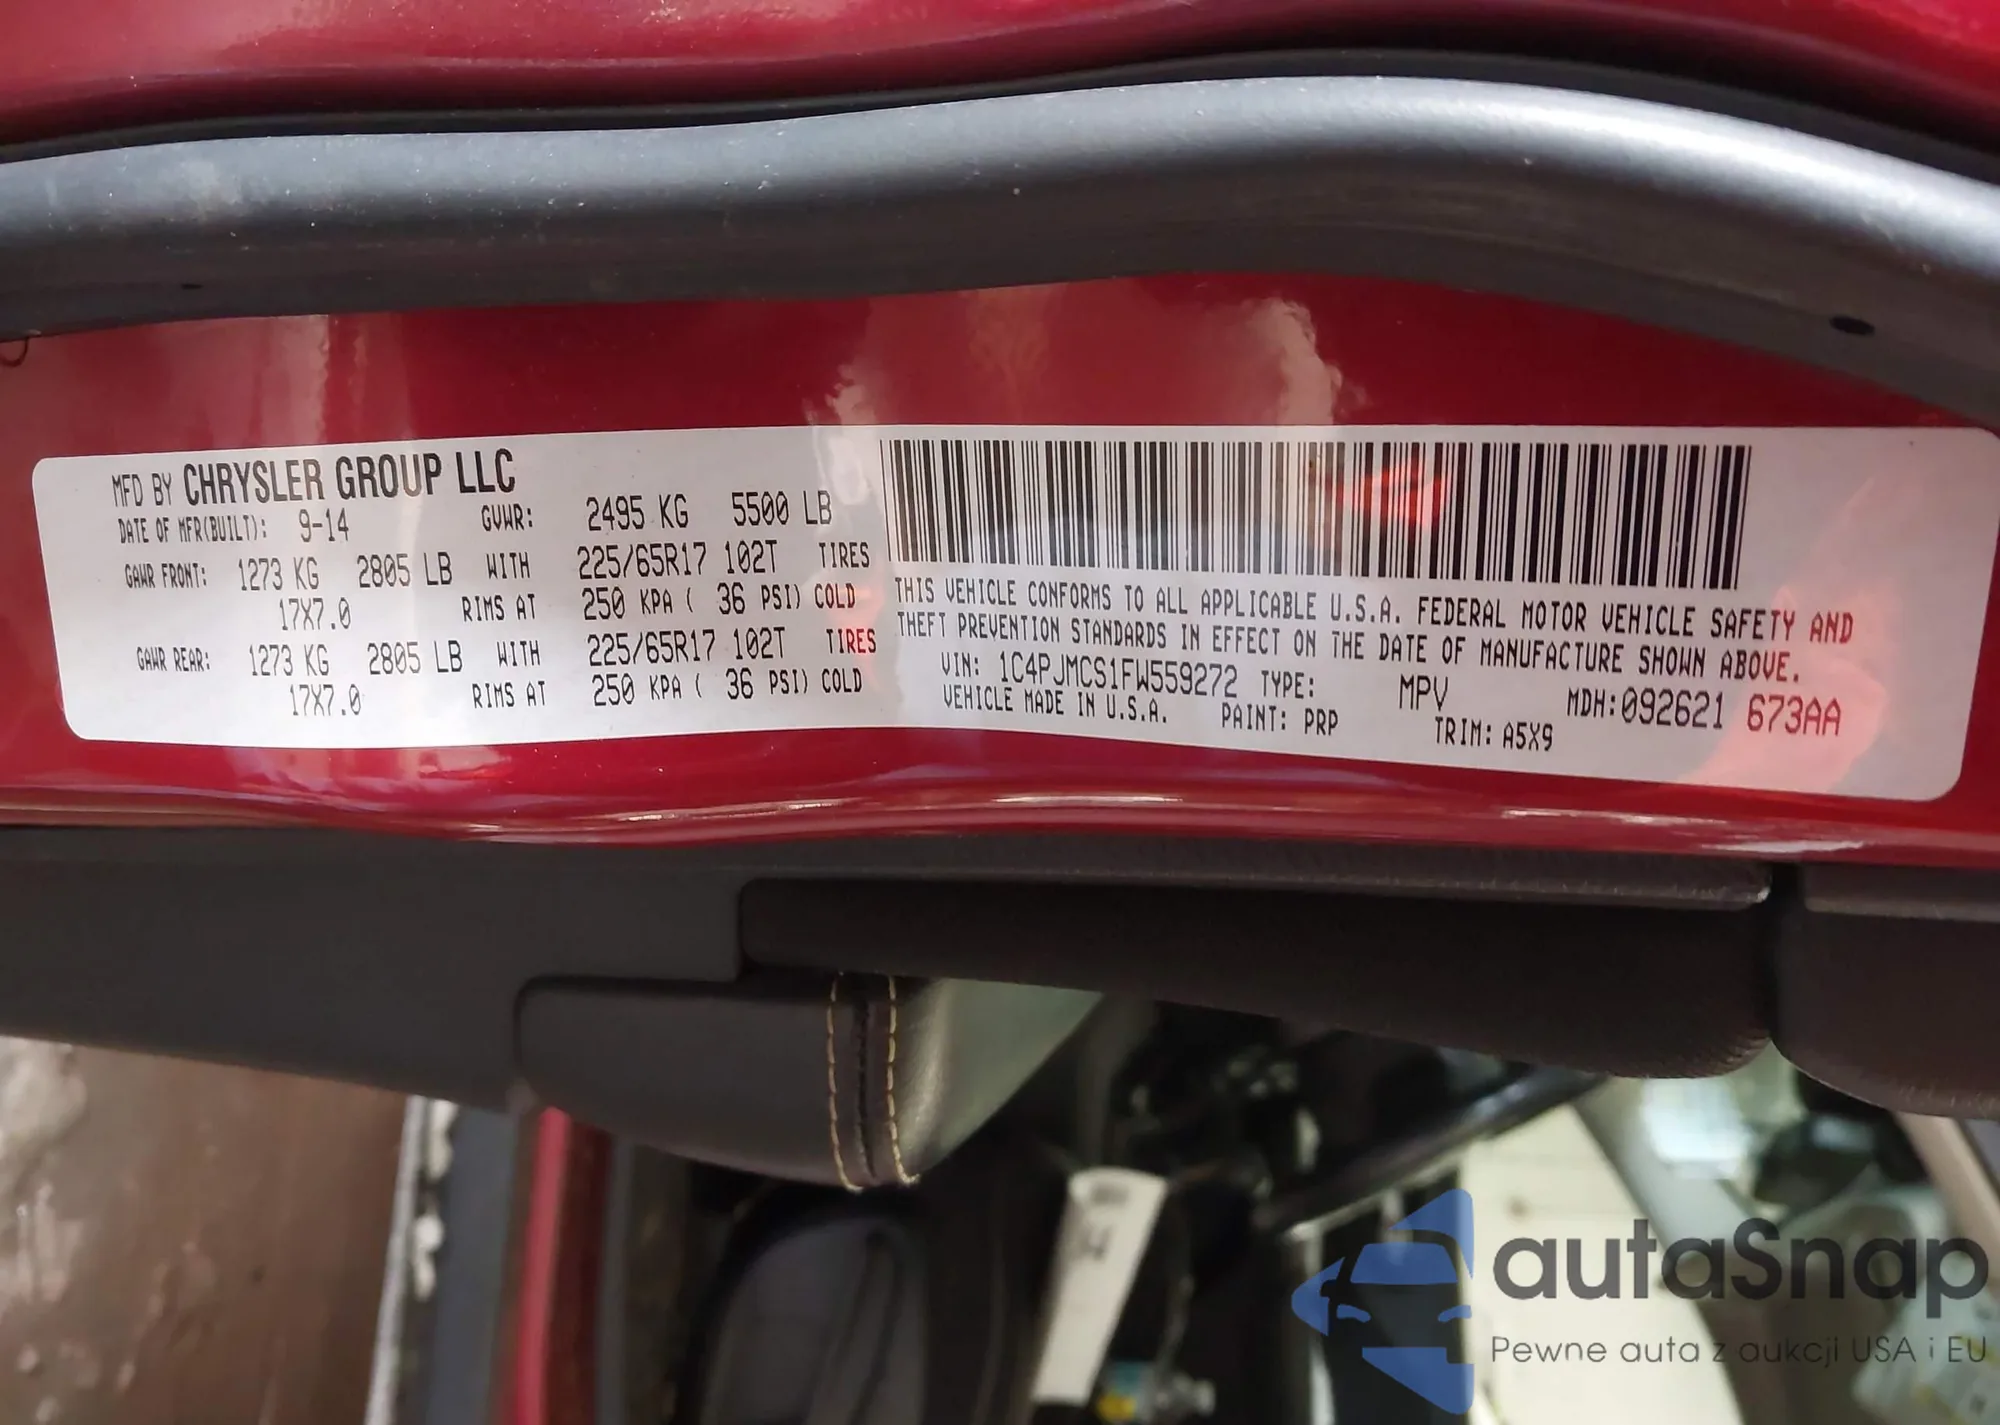 MFD BY CHRYSLER GROUP LLC
DATE OF MFR(BUILT): 9-14 GVWR: 2495 KG 5500 LB
GAWR FRONT: 1273 KG 2805 LB WITH 225/65R17 102T TIRES
17X7.0 RIMS AT 250 KPA ( 36 PSI) COLD
GAWR REAR: 1273 KG 2805 LB WITH 225/65R17 102T TIRES
17X7.0 RIMS AT 250 KPA ( 36 PSI) COLD
THIS VEHICLE CONFORMS TO ALL APPLICABLE U.S.A. FEDERAL MOTOR VEHICLE SAFETY AND
THEFT PREVENTION STANDARDS IN EFFECT ON THE DATE OF MANUFACTURE SHOWN ABOVE.
VIN: 1C4PJMCS1FW559272 TYPE: MPV MDH:092621 673AA
VEHICLE MADE IN U.S.A. PAINT: PRP TRIM: A5X9
autaSnap
Pewne auta z aukcji USA i EU